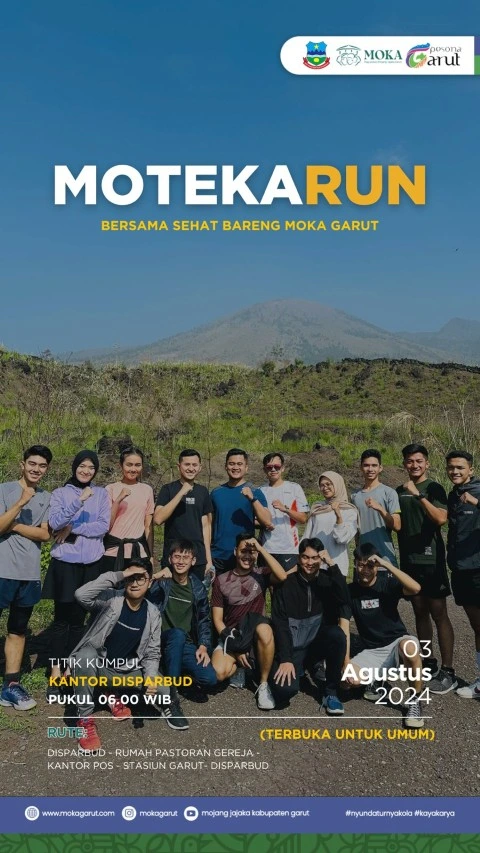 MOKA
pesona
Garut
MOTEKARUN
BERSAMA SEHAT BARENG MOKA GARUT
TITIK KUMPUL
KANTOR DISPARBUD
PUKUL 06.00 WIB
03
Agustus
2024
RUTE:
(TERBUKA UNTUK UMUM)
DISPARBUD - RUMAH PASTORAN GEREJA -
KANTOR POS - STASIUN GARUT- DISPARBUD
www.mokagarut.com mokagarut mojang jajaka kabupaten garut #nyundaturnyakola #kayakarya